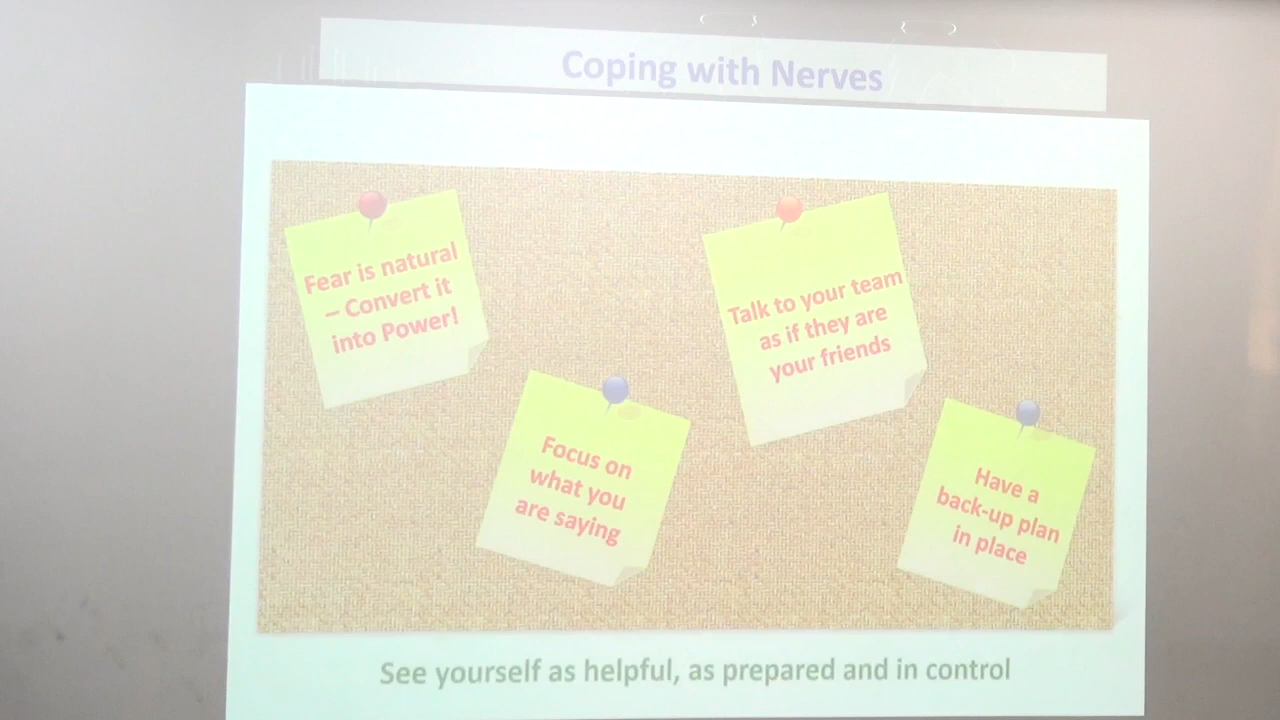 Coping with Nerves
Fear is natural
– Convert it
into Power!
Talk to your team
as if they are
your friends
Focus on
what you
are saying
Have a
back-up plan
in place
See yourself as helpful, as prepared and in control